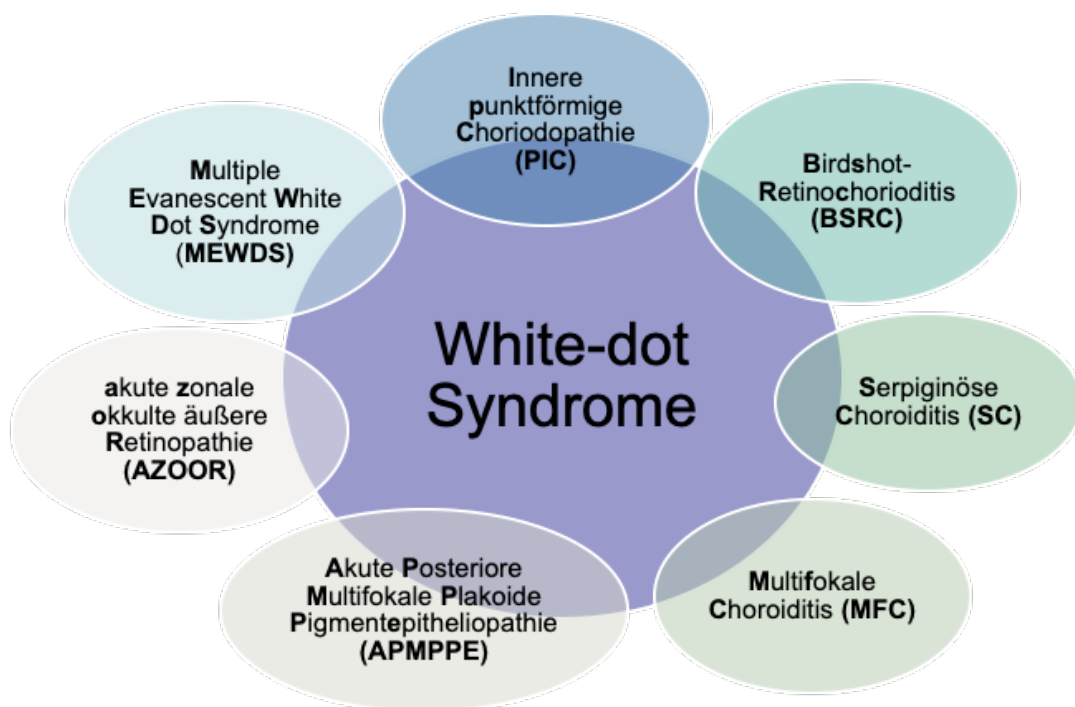 Innere
punktförmige
Choriodopathie
(PIC)
Multiple
Evanescent White
Dot Syndrome
(MEWDS)
Birdshot-
Retinochorioditis
(BSRC)
White-dot
Syndrome
Serpiginöse
Choroiditis (SC)
akute zonale
okkulte äußere
Retinopathie
(AZOOR)
Multifokale
Choroiditis (MFC)
Akute Posteriore
Multifokale Plakoide
Pigmentepitheliopathie
(APMPPE)